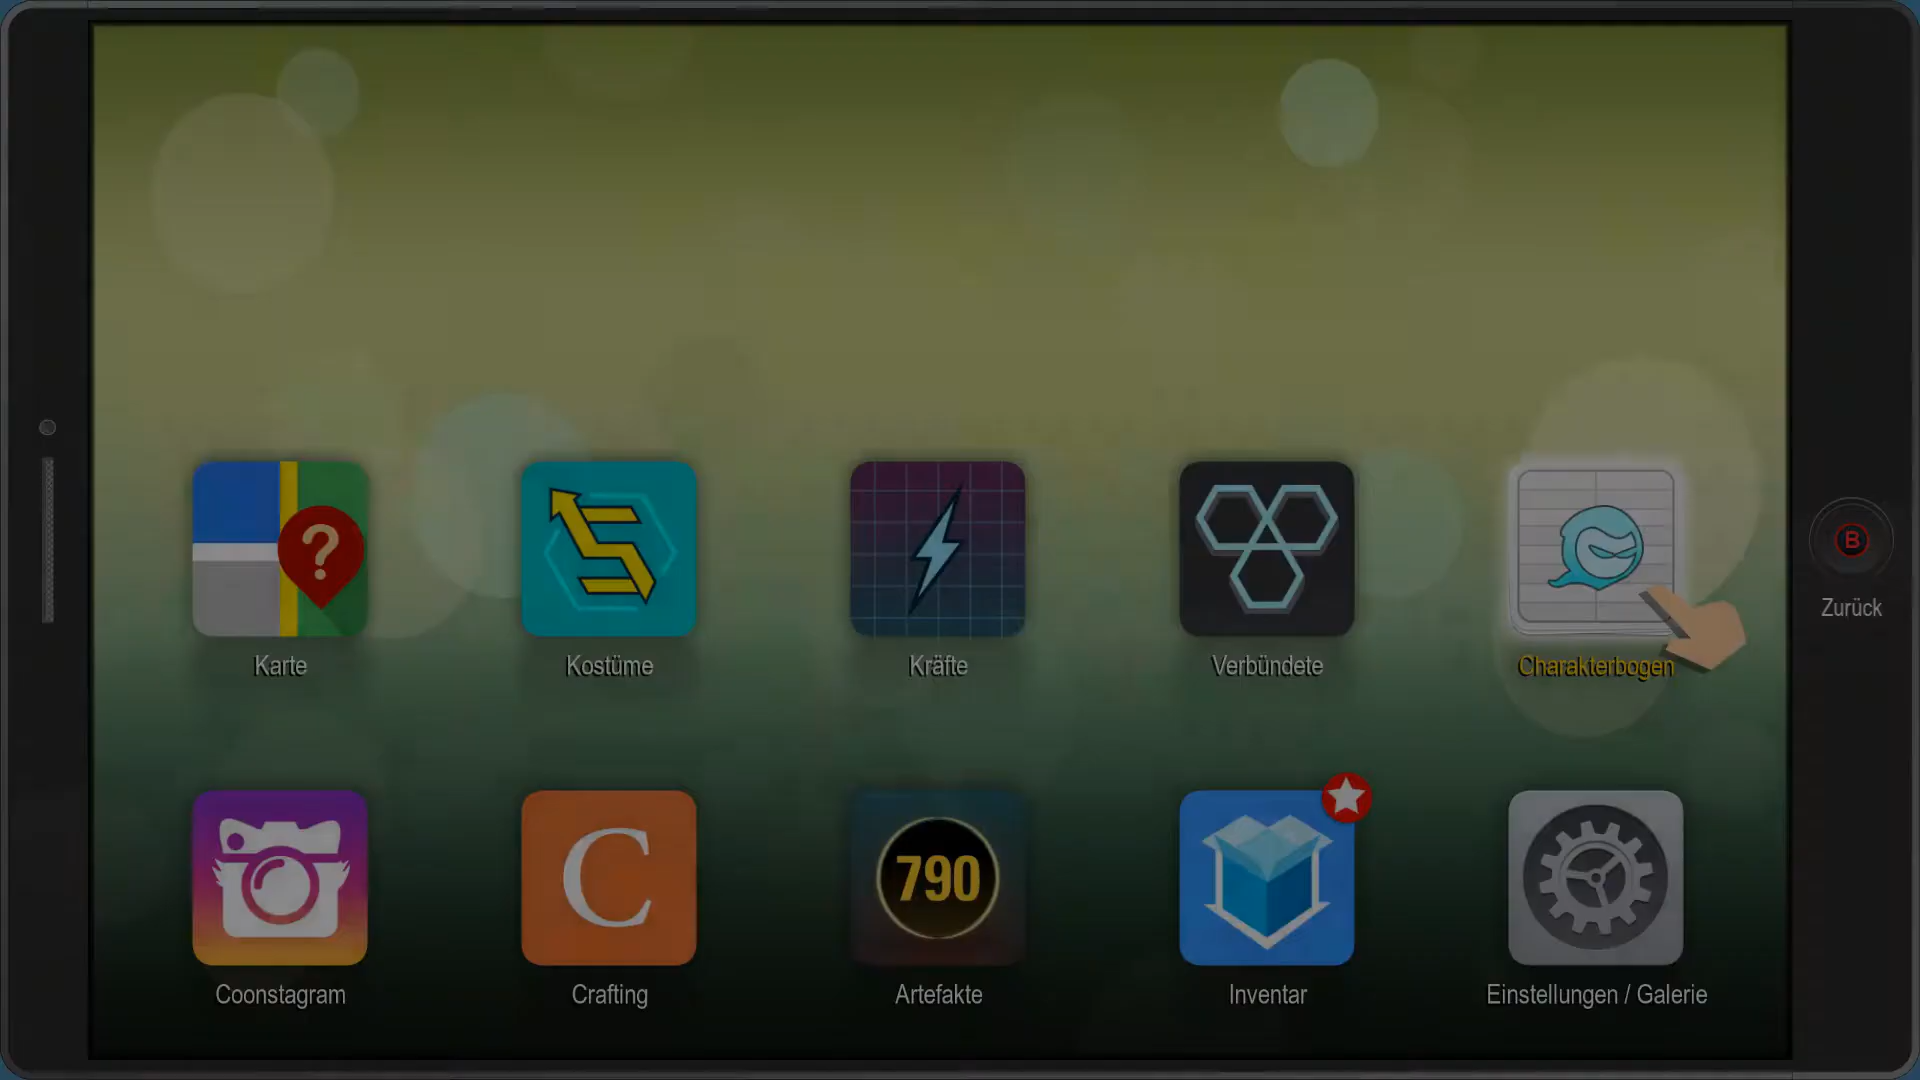 ?
B
Zurück
Karte
Kostüme
Kräfte
Verbündete
Charakterbogen
C
790
Coonstagram
Crafting
Artefakte
Inventar
Einstellungen / Galerie